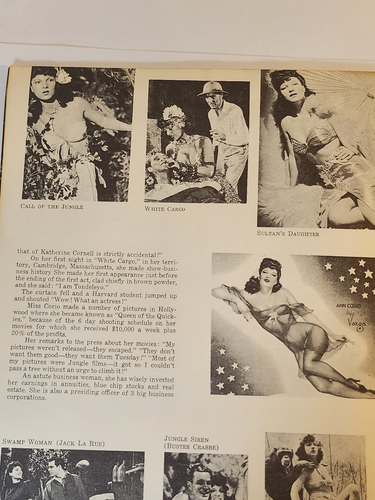 CALL OF THE JUNGLE
WHITE CARGO
SULTAN'S DAUGHTER
that of Katherine Cornell is strictly accidental!"
On her first night in "White Cargo," in her terri-
tory, Cambridge, Massachusetts, she made show-busi-
ness history She made her first appearance just before
the ending of the first act clad chiefly in brown powder,
and she said: "I am Tondeleyo."
The curtain fell and a Harvard student jumped up
and shouted "Wow! What an actress!"
Miss Corio made a number of pictures in Holly-
wood where she became known as "Queen of the Quick-
ies," because of the 6 day shooting schedule on her
movies for which she received $10,000 a week plus
20% of the profits.
Her remarks to the press about her movies: "My
pictures weren't released—they escaped." "They don't
want them good—they want them Tuesday!" "Most of
my pictures were Jungle films—it got so I couldn't
pass a tree without an urge to climb it!"
An astute business woman, she has wisely invested
her earnings in annuities, blue chip stocks and real
estate. She is also a presiding officer of 3 big business
corporations.
ANN CORIO
by
SWAMP WOMAN (JACK LA RUE)
JUNGLE SIREN
(BUSTER CRABBE)